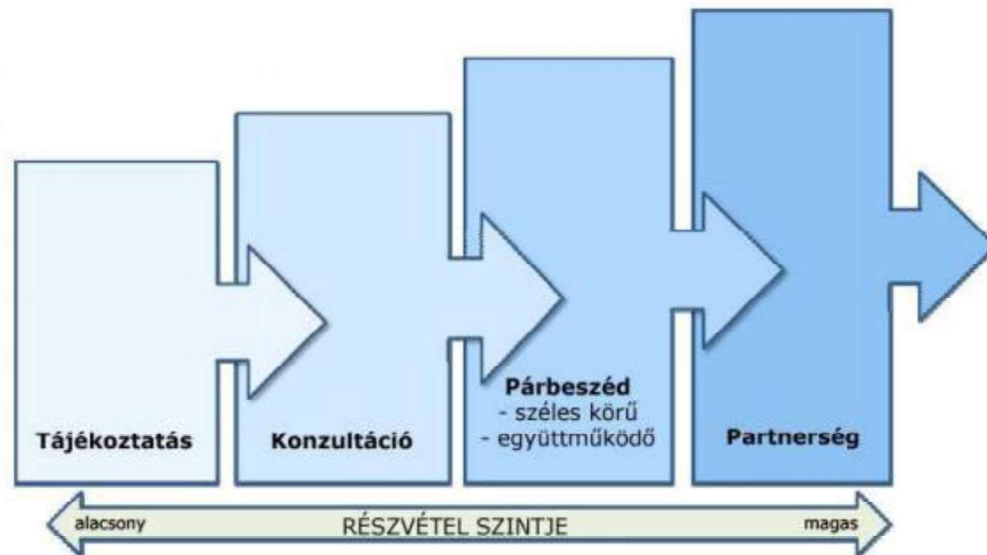 Tájékoztatás
Konzultáció
Párbeszéd
- széles körű
- együttműködő
Partnerség
alacsony
RÉSZVÉTEL SZINTJE
magas